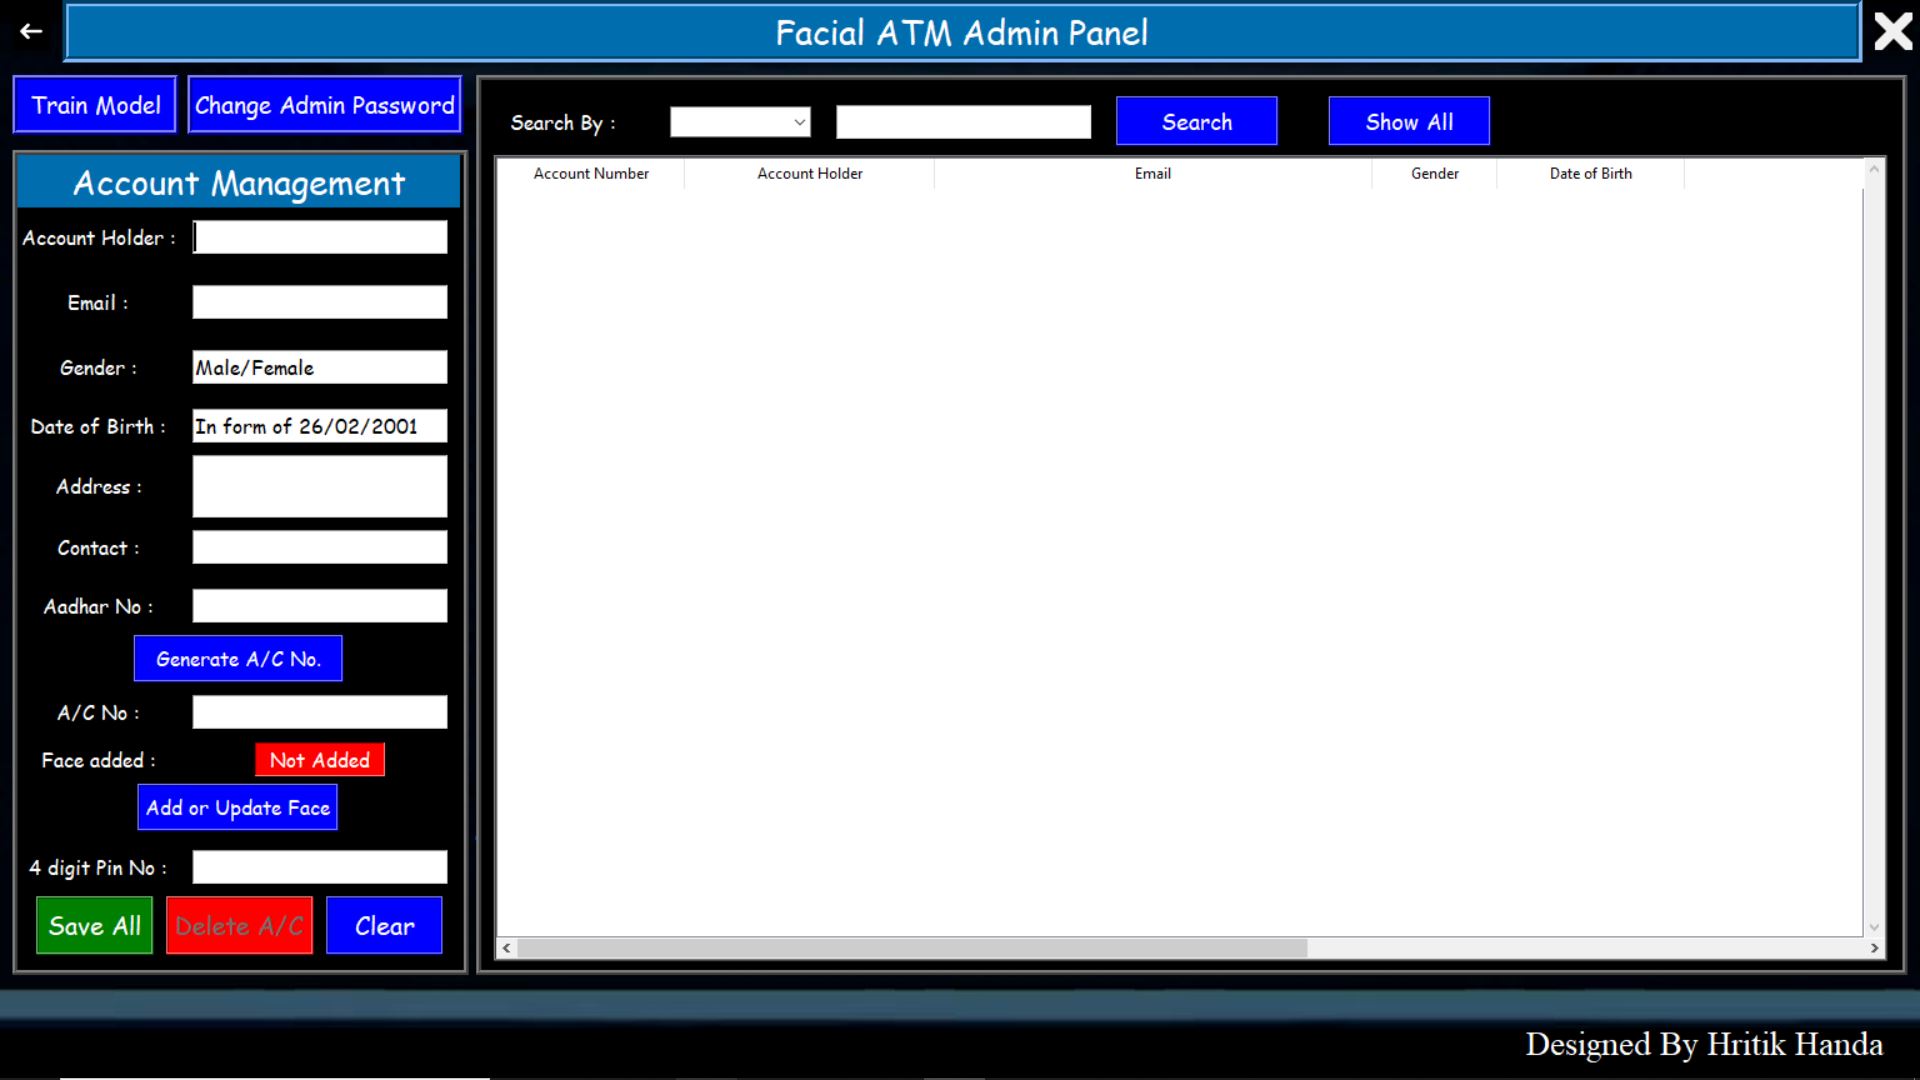 Facial ATM Admin Panel
Train Model
Change Admin Password
Account Management
Account Holder :
Email :
Gender : Male/Female
Date of Birth : In form of 26/02/2001
Address :
Contact :
Aadhar No :
Generate A/C No.
A/C No :
Face added : Not Added
Add or Update Face
4 digit Pin No :
Save All Delete A/C Clear
Search By : Search Show All
Account Number Account Holder Email Gender Date of Birth
Designed By Hritik Handa